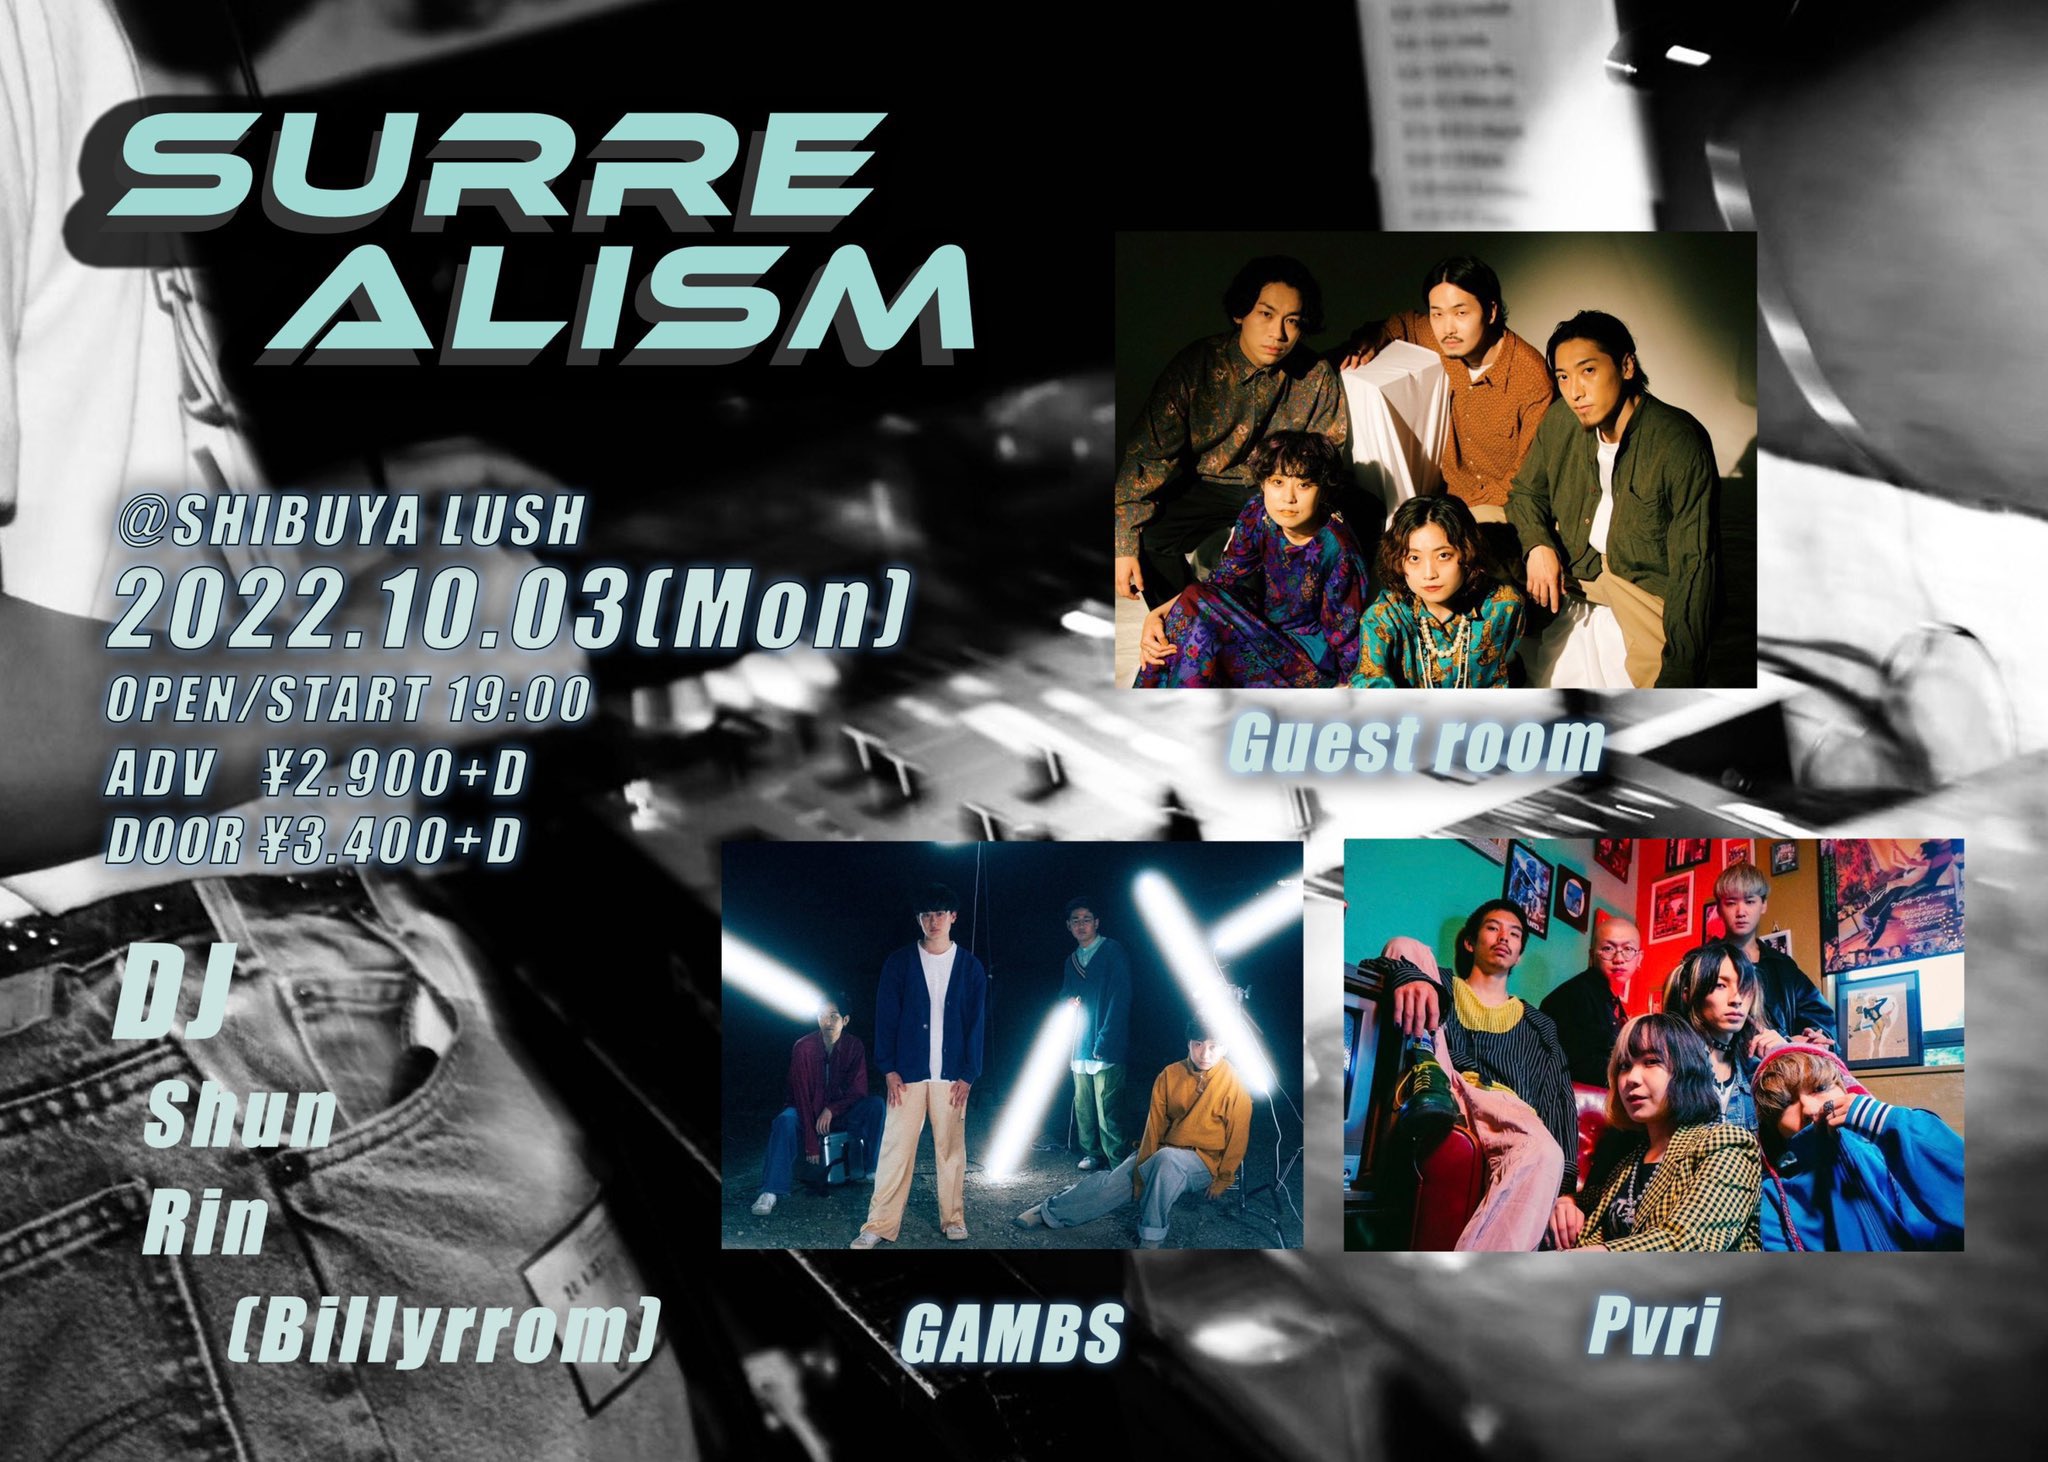 SURRE
ALISM
@SHIBUYA LUSH
2022.10.03(Mon)
OPEN/START 19:00
ADV ¥2.900+D
DOOR ¥3.400+D
DJ
Shun
Rin
(Billyrrom)
Guest room
GAMBS
Pvri